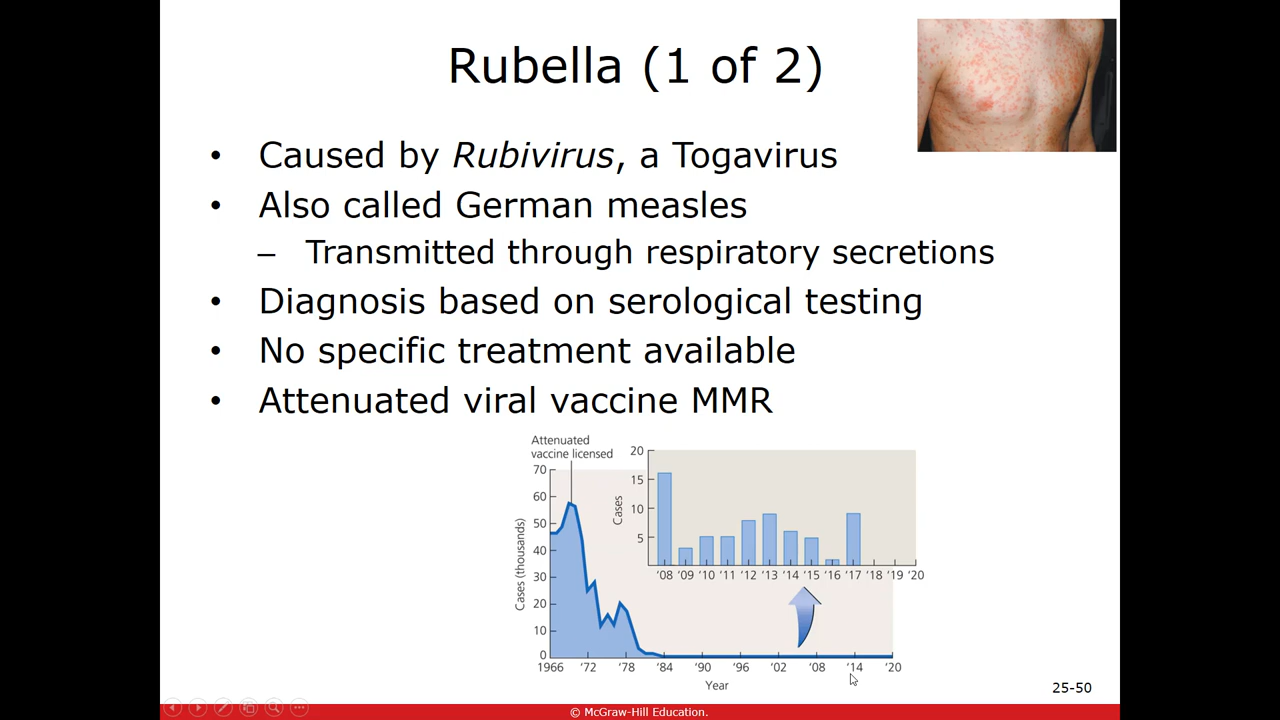 Rubella (1 of 2)
• Caused by Rubivirus, a Togavirus
• Also called German measles
– Transmitted through respiratory secretions
• Diagnosis based on serological testing
• No specific treatment available
• Attenuated viral vaccine MMR
Attenuated
vaccine licensed
70
60
50
40
30
20
10
0
Cases (thousands)
1966 '72 '78 '84 '90 '96 '02 '08 '14 '20
Year
20
15
10
5
Cases
'08 '09 '10 '11 '12 '13 '14 '15 '16 '17 '18 '19 '20
25-50
© McGraw-Hill Education.